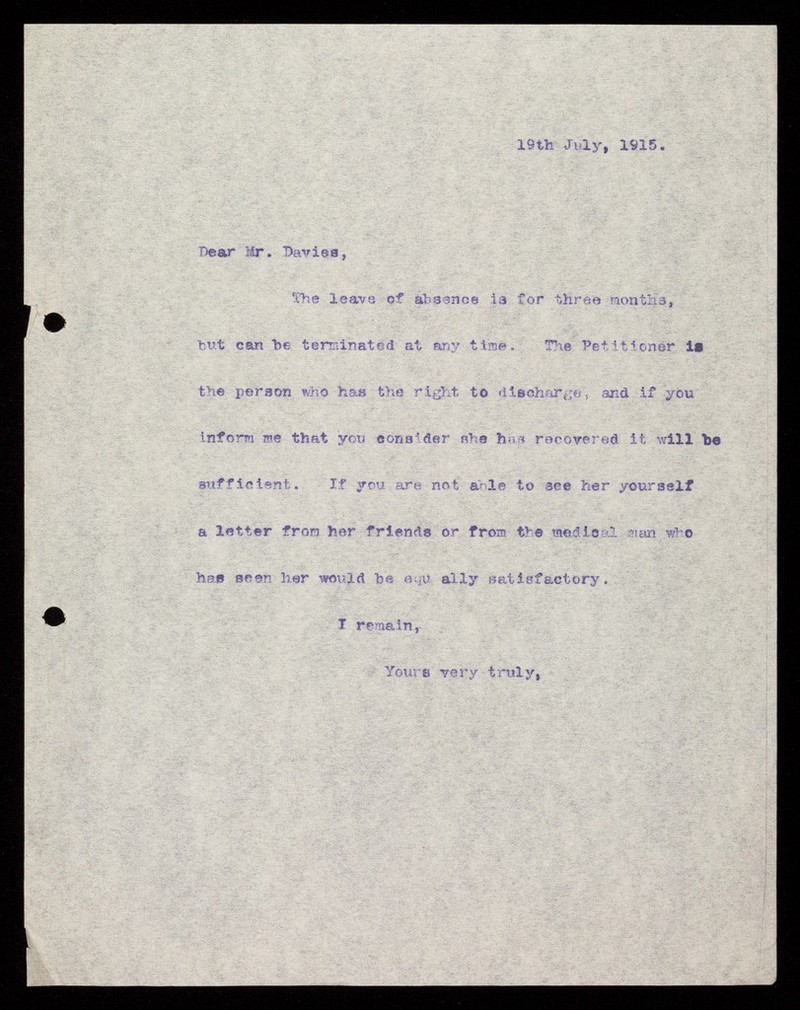 19th July, 1915.
Dear Mr. Davies,
The leave of absence is for three months,
but can be terminated at any time. The Petitioner is
the person who has the right to discharge, and if you
inform me that you consider she has recovered it will be
sufficient. If you are not able to see her yourself
a letter from her friends or from the medical man who
has seen her would be equ ally satisfactory.
I remain,
Yours very truly,